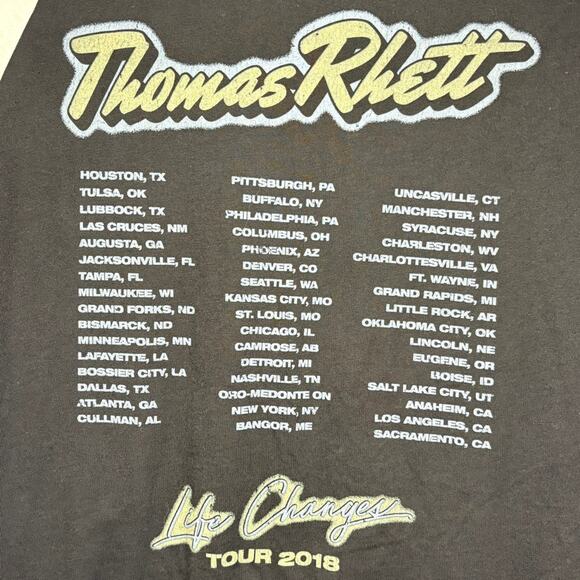 Thomas Rhett
HOUSTON, TX
TULSA, OK
LUBBOCK, TX
LAS CRUCES, NM
AUGUSTA, GA
JACKSONVILLE, FL
TAMPA, FL
MILWAUKEE, WI
GRAND FORKS, ND
BISMARCK, ND
MINNEAPOLIS, MN
LAFAYETTE, LA
BOSSIER CITY, LA
DALLAS, TX
ATLANTA, GA
CULLMAN, AL
PITTSBURGH, PA
BUFFALO, NY
PHILADELPHIA, PA
COLUMBUS, OH
PHOENIX, AZ
DENVER, CO
SEATTLE, WA
KANSAS CITY, MO
ST. LOUIS, MO
CHICAGO, IL
CAMROSE, AB
DETROIT, MI
NASHVILLE, TN
ORO-MEDONTE ON
NEW YORK, NY
BANGOR, ME
UNCASVILLE, CT
MANCHESTER, NH
SYRACUSE, NY
CHARLESTON, WV
CHARLOTTESVILLE, VA
FT. WAYNE, IN
GRAND RAPIDS, MI
LITTLE ROCK, AR
OKLAHOMA CITY, OK
LINCOLN, NE
EUGENE, OR
BOISE, ID
SALT LAKE CITY, UT
ANAHEIM, CA
LOS ANGELES, CA
SACRAMENTO, CA
Life Changes
TOUR 2018